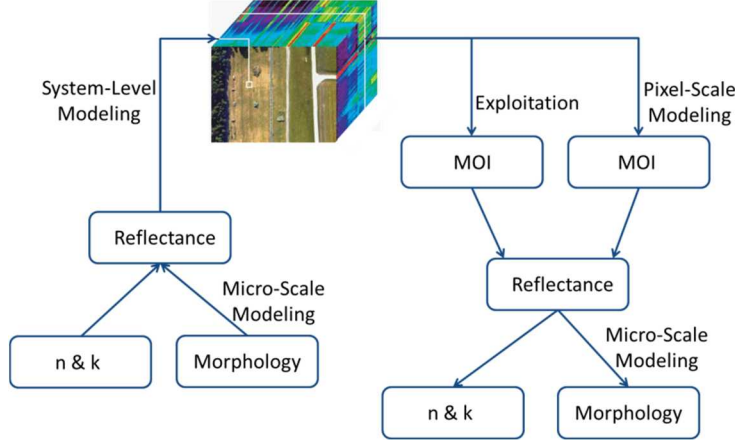 System-Level
Modeling
Exploitation
Pixel-Scale
Modeling
MOI
MOI
Reflectance
Reflectance
Micro-Scale
Modeling
n & k
Morphology
Micro-Scale
Modeling
n & k
Morphology